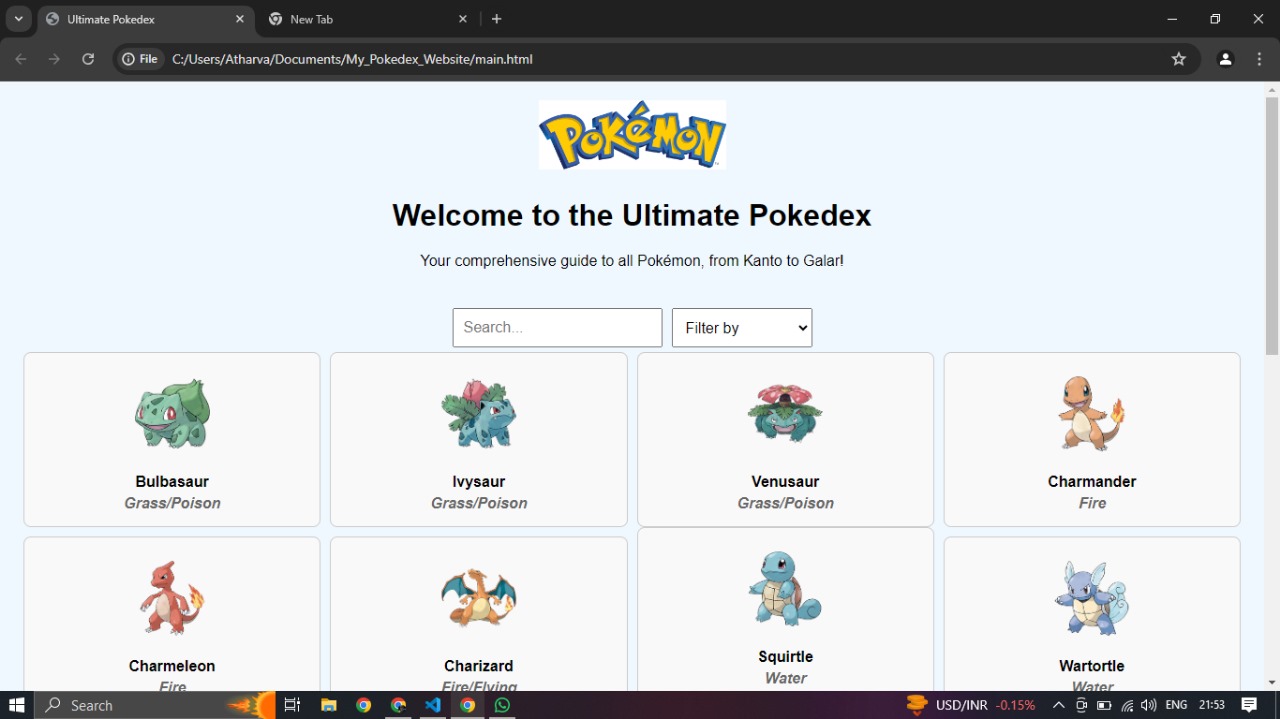 Ultimate Pokedex
New Tab
File
C:/Users/Atharva/Documents/My_Pokedex_Website/main.html
POKéMON
TM
Welcome to the Ultimate Pokedex
Your comprehensive guide to all Pokémon, from Kanto to Galar!
Search...
Filter by
Bulbasaur
Grass/Poison
Ivysaur
Grass/Poison
Venusaur
Grass/Poison
Charmander
Fire
Charmeleon
Fire
Charizard
Fire/Flying
Squirtle
Water
Wartortle
Water
Search
USD/INR -0.15%
ENG
21:53